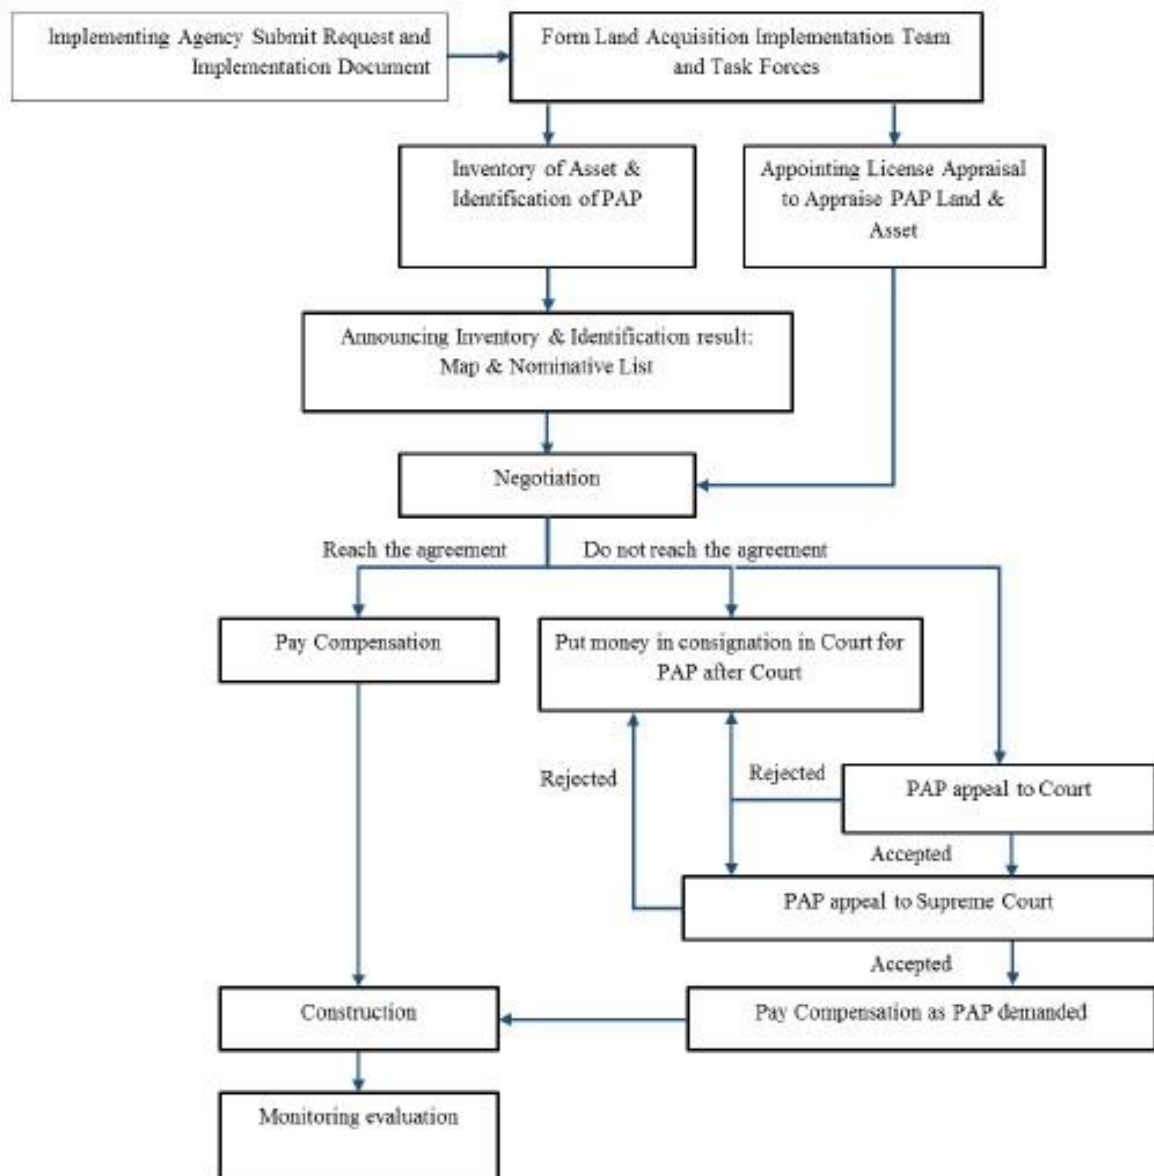 Implementing Agency Submit Request and
Implementation Document
Form Land Acquisition Implementation Team
and Task Forces
Inventory of Asset &
Identification of PAP
Appointing License Appraisal
to Appraise PAP Land &
Asset
Announcing Inventory & Identification result:
Map & Nominative List
Negotiation
Reach the agreement
Do not reach the agreement
Pay Compensation
Put money in consignation in Court for
PAP after Court
Rejected
Rejected
PAP appeal to Court
Accepted
PAP appeal to Supreme Court
Accepted
Construction
Pay Compensation as PAP demanded
Monitoring evaluation